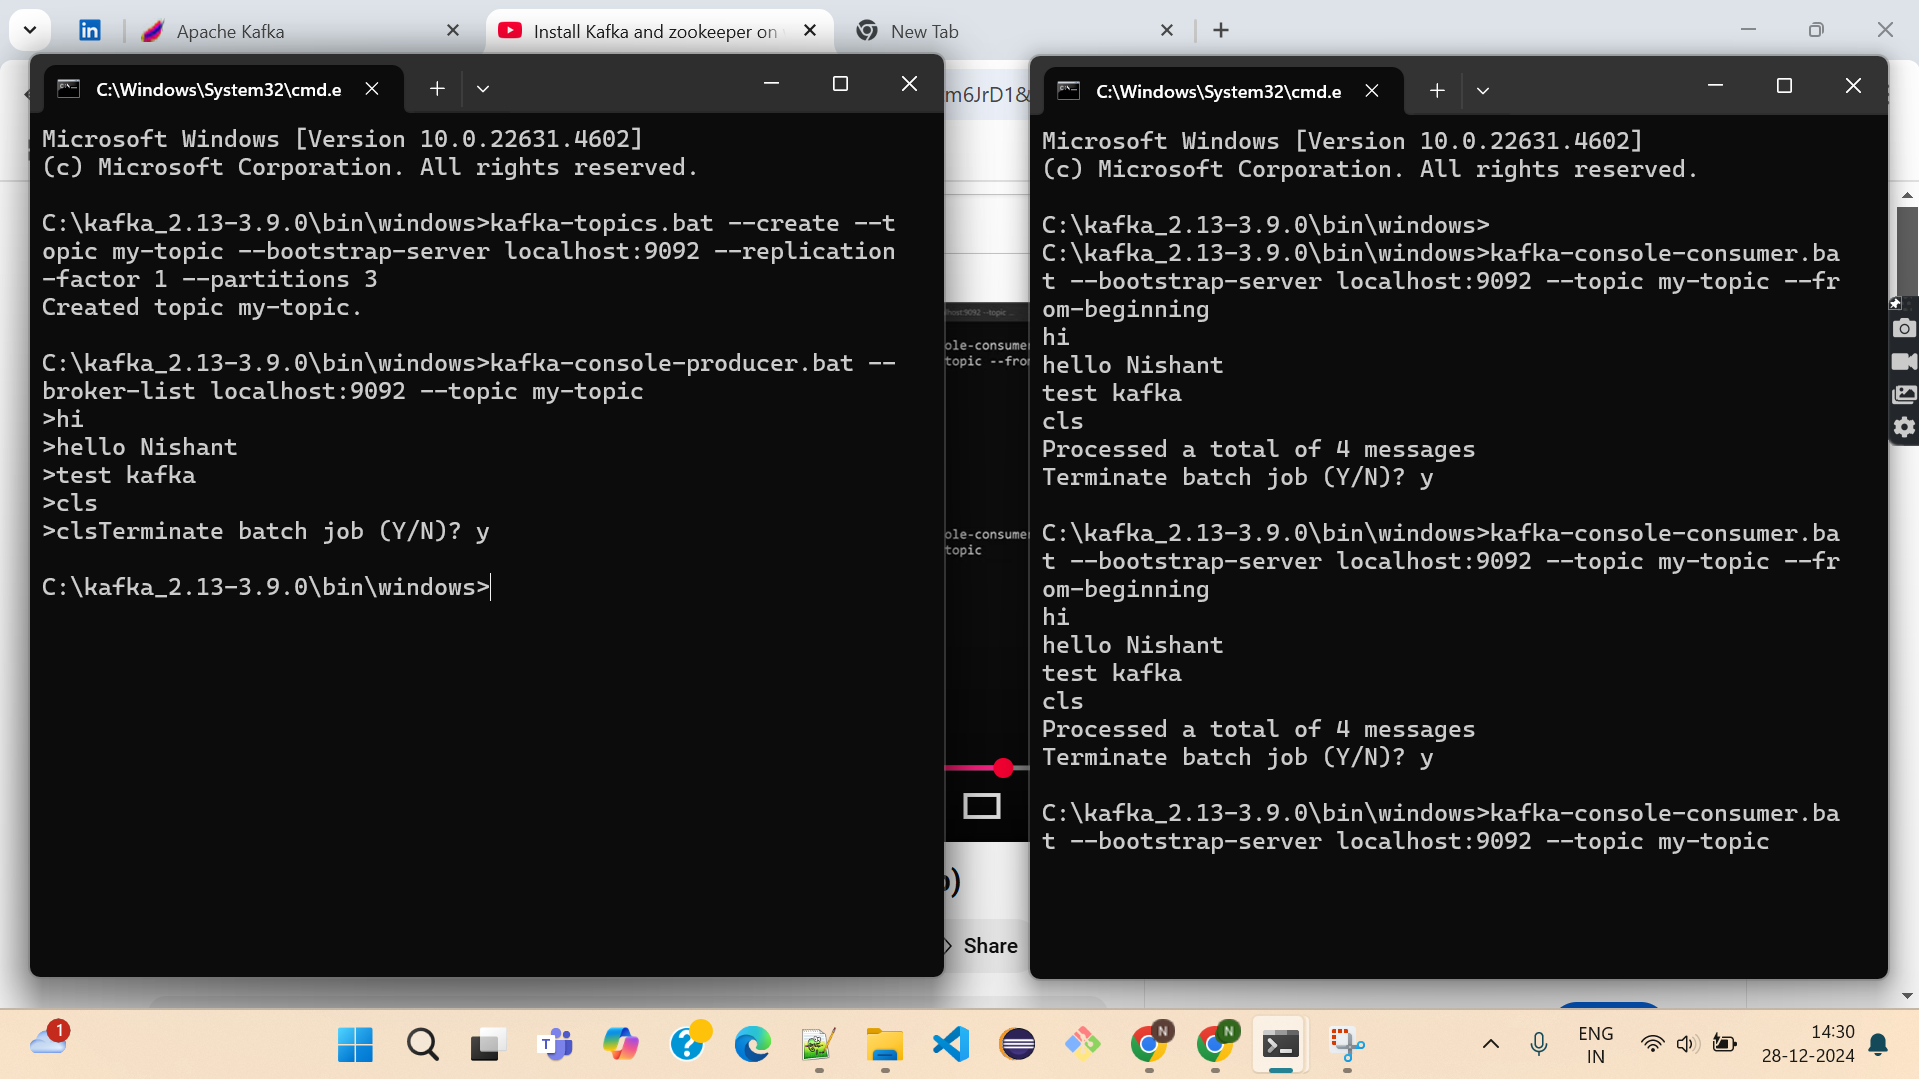 Apache Kafka
Install Kafka and zookeeper on
New Tab
C:\Windows\System32\cmd.e
Microsoft Windows [Version 10.0.22631.4602]
(c) Microsoft Corporation. All rights reserved.
C:\kafka_2.13-3.9.0\bin\windows>kafka-topics.bat --create --t
opic my-topic --bootstrap-server localhost:9092 --replication
-factor 1 --partitions 3
Created topic my-topic.
C:\kafka_2.13-3.9.0\bin\windows>kafka-console-producer.bat --
broker-list localhost:9092 --topic my-topic
>hi
>hello Nishant
>test kafka
>cls
>clsTerminate batch job (Y/N)? y
C:\kafka_2.13-3.9.0\bin\windows>
m6JrD1&
ole-consumer
topic --from
ole-consumer
topic
Share
C:\Windows\System32\cmd.e
Microsoft Windows [Version 10.0.22631.4602]
(c) Microsoft Corporation. All rights reserved.
C:\kafka_2.13-3.9.0\bin\windows>
C:\kafka_2.13-3.9.0\bin\windows>kafka-console-consumer.ba
t --bootstrap-server localhost:9092 --topic my-topic --fr
om-beginning
hi
hello Nishant
test kafka
cls
Processed a total of 4 messages
Terminate batch job (Y/N)? y
C:\kafka_2.13-3.9.0\bin\windows>kafka-console-consumer.ba
t --bootstrap-server localhost:9092 --topic my-topic --fr
om-beginning
hi
hello Nishant
test kafka
cls
Processed a total of 4 messages
Terminate batch job (Y/N)? y
C:\kafka_2.13-3.9.0\bin\windows>kafka-console-consumer.ba
t --bootstrap-server localhost:9092 --topic my-topic
1
N
N
ENG
IN
14:30
28-12-2024